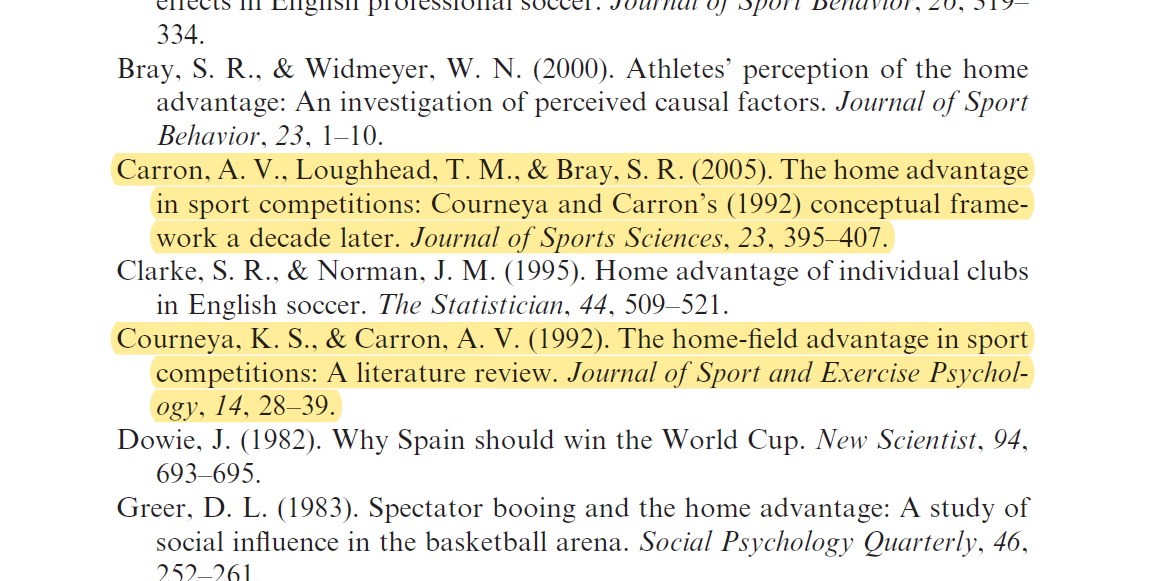 effects in English professional soccer. Journal of Sport Behavior, 26, 319–
334.
Bray, S. R., & Widmeyer, W. N. (2000). Athletes’ perception of the home
advantage: An investigation of perceived causal factors. Journal of Sport
Behavior, 23, 1–10.
Carron, A. V., Loughhead, T. M., & Bray, S. R. (2005). The home advantage
in sport competitions: Courneya and Carron’s (1992) conceptual frame-
work a decade later. Journal of Sports Sciences, 23, 395–407.
Clarke, S. R., & Norman, J. M. (1995). Home advantage of individual clubs
in English soccer. The Statistician, 44, 509–521.
Courneya, K. S., & Carron, A. V. (1992). The home-field advantage in sport
competitions: A literature review. Journal of Sport and Exercise Psychol-
ogy, 14, 28–39.
Dowie, J. (1982). Why Spain should win the World Cup. New Scientist, 94,
693–695.
Greer, D. L. (1983). Spectator booing and the home advantage: A study of
social influence in the basketball arena. Social Psychology Quarterly, 46,
252–261